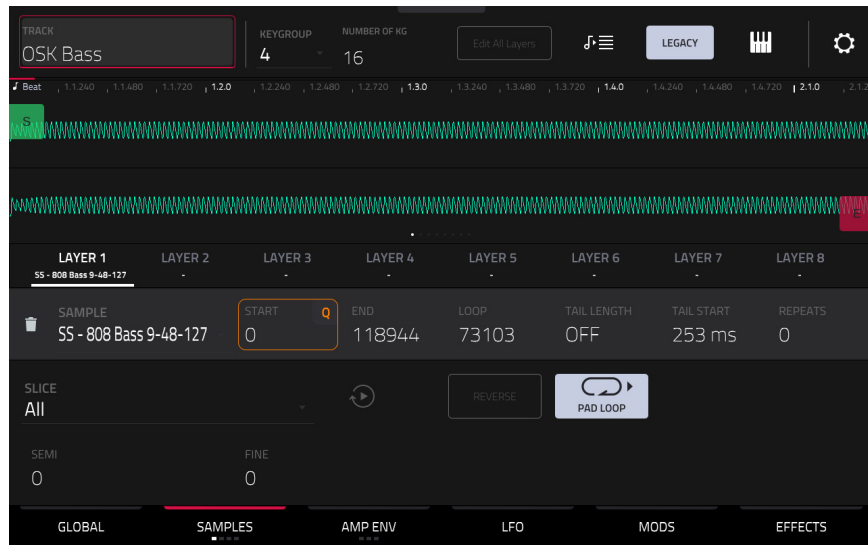 TRACK
OSK Bass
KEYGROUP
4
NUMBER OF KG
16
Edit All Layers
LEGACY
Beat 1.1.240 1.1.480 1.1.720 1.2.0 1.2.240 1.2.480 1.2.720 1.3.0 1.3.240 1.3.480 1.3.720 1.4.0 1.4.240 1.4.480 1.4.720 2.1.0 2.1.2
S
E
LAYER 1 LAYER 2 LAYER 3 LAYER 4 LAYER 5 LAYER 6 LAYER 7 LAYER 8
SS - 808 Bass 9-48-127 - - - - - - -
SAMPLE START Q END LOOP TAIL LENGTH TAIL START REPEATS
SS - 808 Bass 9-48-127 0 118944 73103 OFF 253 ms 0
SLICE
All
REVERSE
PAD LOOP
SEMI FINE
0 0
GLOBAL SAMPLES AMP ENV LFO MODS EFFECTS